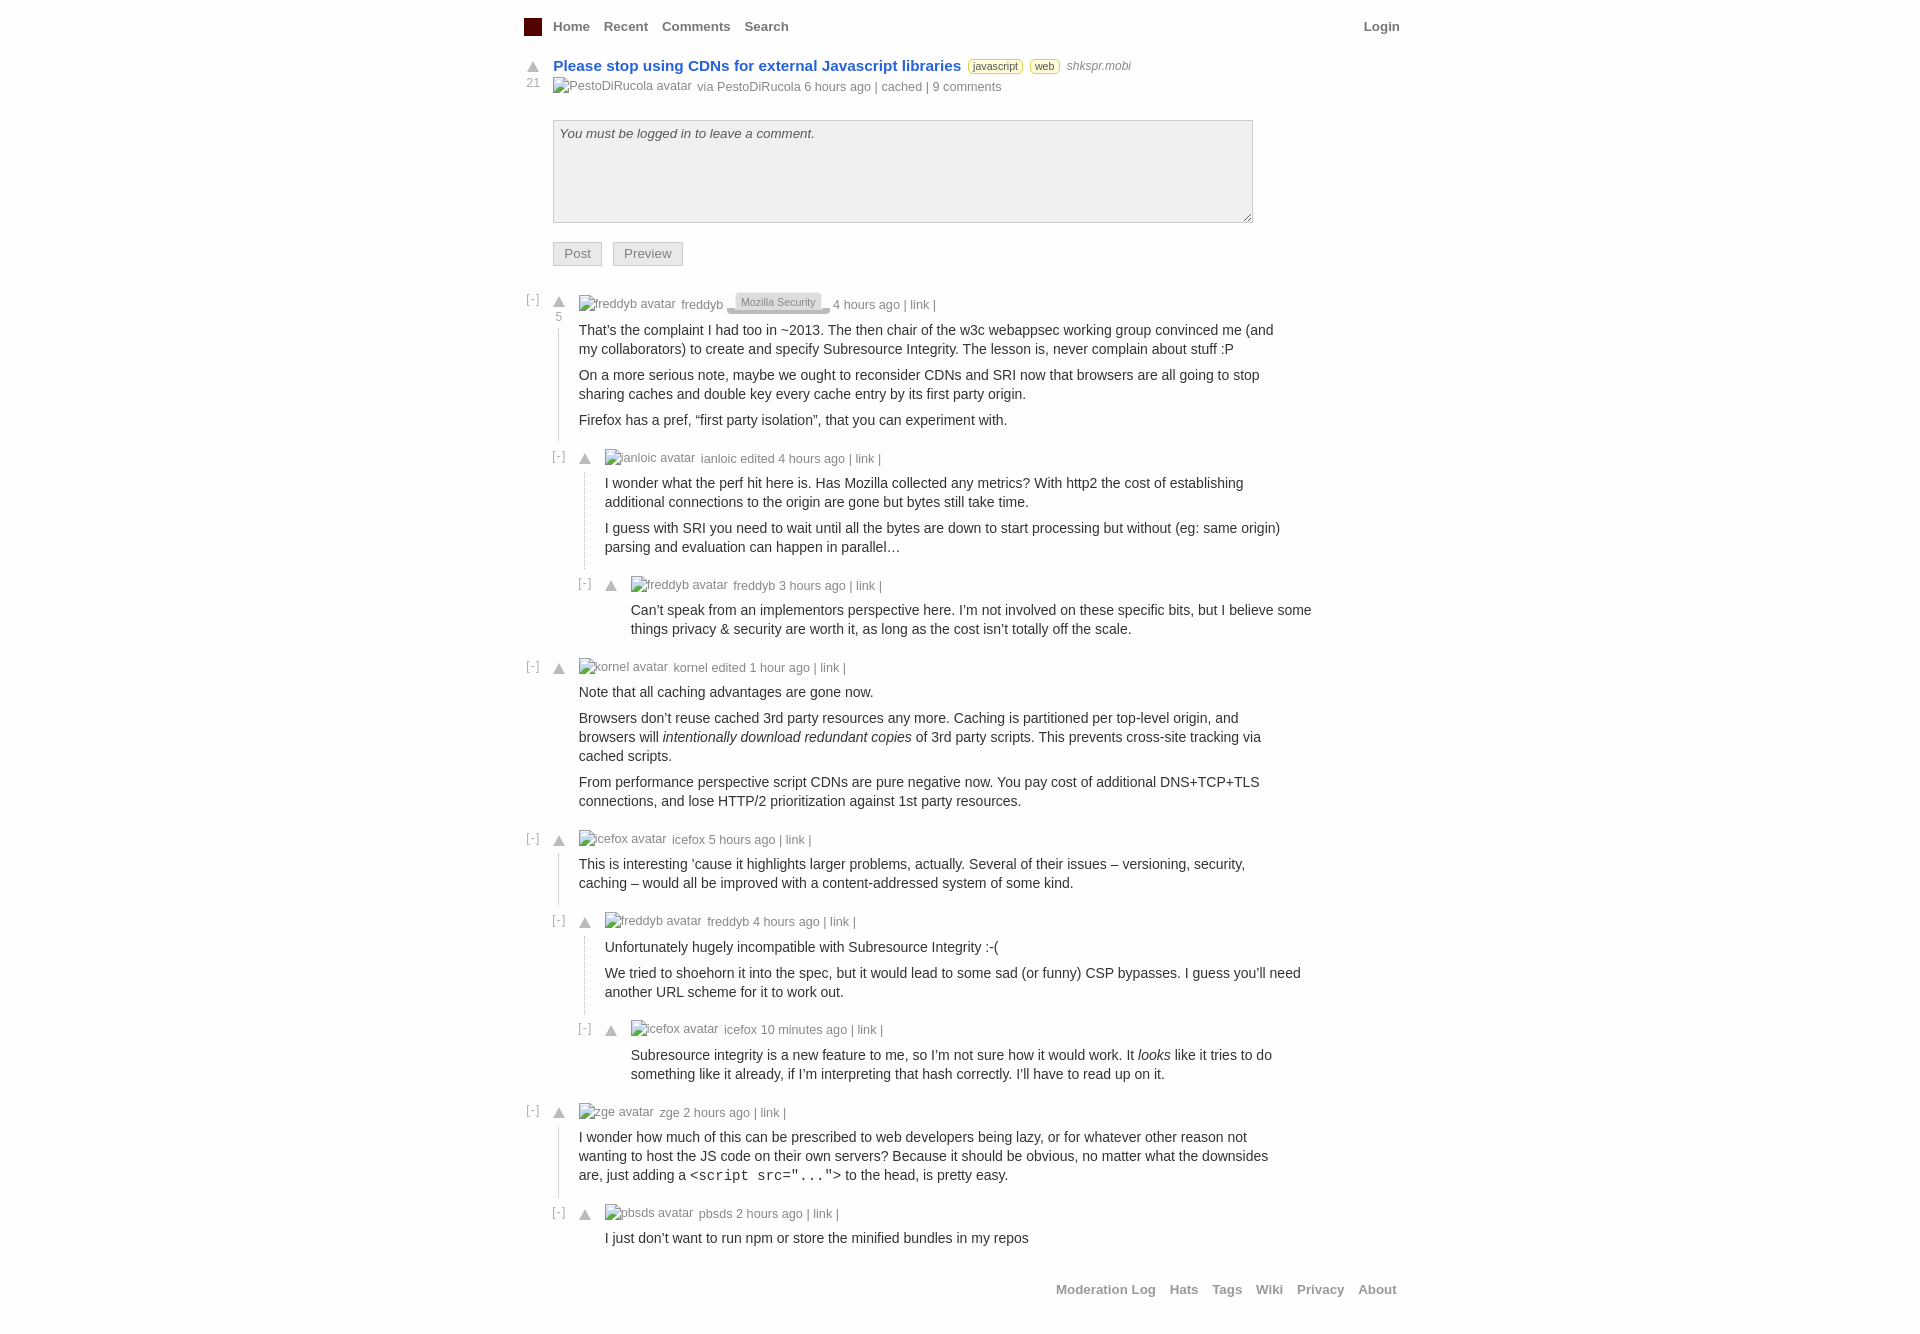 Home Recent Comments Search Login
Please stop using CDNs for external Javascript libraries javascript web shkspr.mobi
21
PestoDiRucola avatar via PestoDiRucola 6 hours ago | cached | 9 comments
You must be logged in to leave a comment.
Post Preview
[-] freddyb avatar freddyb Mozilla Security 4 hours ago | link |
5
That’s the complaint I had too in ~2013. The then chair of the w3c webappsec working group convinced me (and
my collaborators) to create and specify Subresource Integrity. The lesson is, never complain about stuff :P
On a more serious note, maybe we ought to reconsider CDNs and SRI now that browsers are all going to stop
sharing caches and double key every cache entry by its first party origin.
Firefox has a pref, “first party isolation”, that you can experiment with.
[-] ianloic avatar ianloic edited 4 hours ago | link |
I wonder what the perf hit here is. Has Mozilla collected any metrics? With http2 the cost of establishing
additional connections to the origin are gone but bytes still take time.
I guess with SRI you need to wait until all the bytes are down to start processing but without (eg: same origin)
parsing and evaluation can happen in parallel…
[-] freddyb avatar freddyb 3 hours ago | link |
Can’t speak from an implementors perspective here. I’m not involved on these specific bits, but I believe some
things privacy & security are worth it, as long as the cost isn’t totally off the scale.
[-] kornel avatar kornel edited 1 hour ago | link |
Note that all caching advantages are gone now.
Browsers don’t reuse cached 3rd party resources any more. Caching is partitioned per top-level origin, and
browsers will intentionally download redundant copies of 3rd party scripts. This prevents cross-site tracking via
cached scripts.
From performance perspective script CDNs are pure negative now. You pay cost of additional DNS+TCP+TLS
connections, and lose HTTP/2 prioritization against 1st party resources.
[-] icefox avatar icefox 5 hours ago | link |
This is interesting ’cause it highlights larger problems, actually. Several of their issues – versioning, security,
caching – would all be improved with a content-addressed system of some kind.
[-] freddyb avatar freddyb 4 hours ago | link |
Unfortunately hugely incompatible with Subresource Integrity :-(
We tried to shoehorn it into the spec, but it would lead to some sad (or funny) CSP bypasses. I guess you’ll need
another URL scheme for it to work out.
[-] icefox avatar icefox 10 minutes ago | link |
Subresource integrity is a new feature to me, so I’m not sure how it would work. It looks like it tries to do
something like it already, if I’m interpreting that hash correctly. I’ll have to read up on it.
[-] zge avatar zge 2 hours ago | link |
I wonder how much of this can be prescribed to web developers being lazy, or for whatever other reason not
wanting to host the JS code on their own servers? Because it should be obvious, no matter what the downsides
are, just adding a <script src="..."> to the head, is pretty easy.
[-] pbsds avatar pbsds 2 hours ago | link |
I just don’t want to run npm or store the minified bundles in my repos
Moderation Log Hats Tags Wiki Privacy About